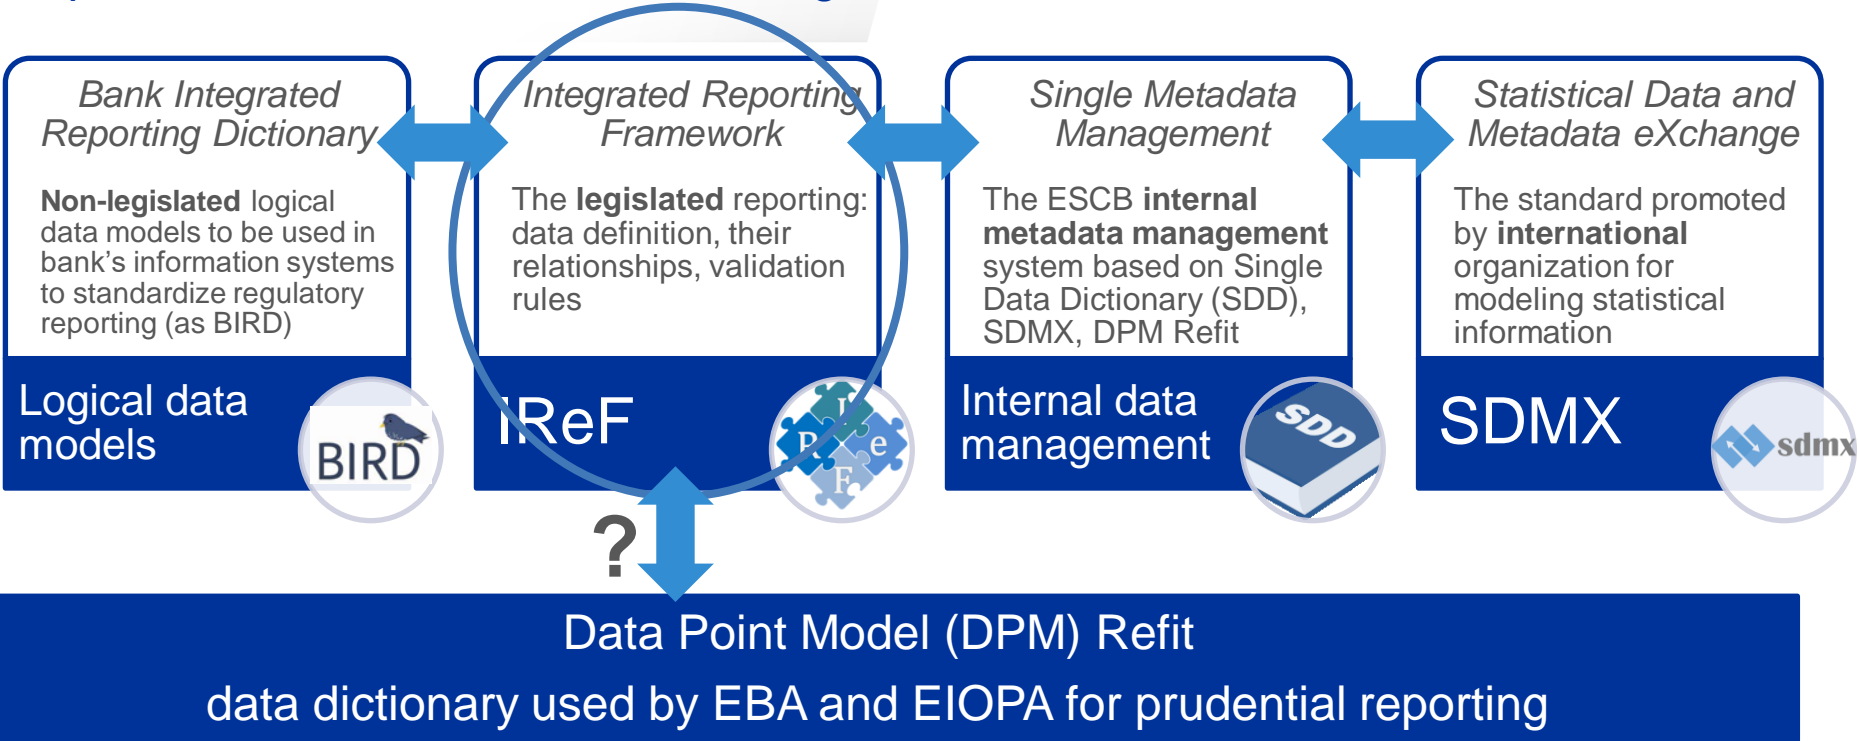 Bank Integrated
Reporting Dictionary
Non-legislated logical
data models to be used in
bank's information systems
to standardize regulatory
reporting (as BIRD)
Logical data
models
BIRD
Integrated Reporting
Framework
The legislated reporting:
data definition, their
relationships, validation
rules
IReF
I
R e
F
Single Metadata
Management
The ESCB internal
metadata management
system based on Single
Data Dictionary (SDD),
SDMX, DPM Refit
Internal data
management
SDD
Statistical Data and
Metadata eXchange
The standard promoted
by international
organization for
modeling statistical
information
SDMX
sdmx
?
Data Point Model (DPM) Refit
data dictionary used by EBA and EIOPA for prudential reporting